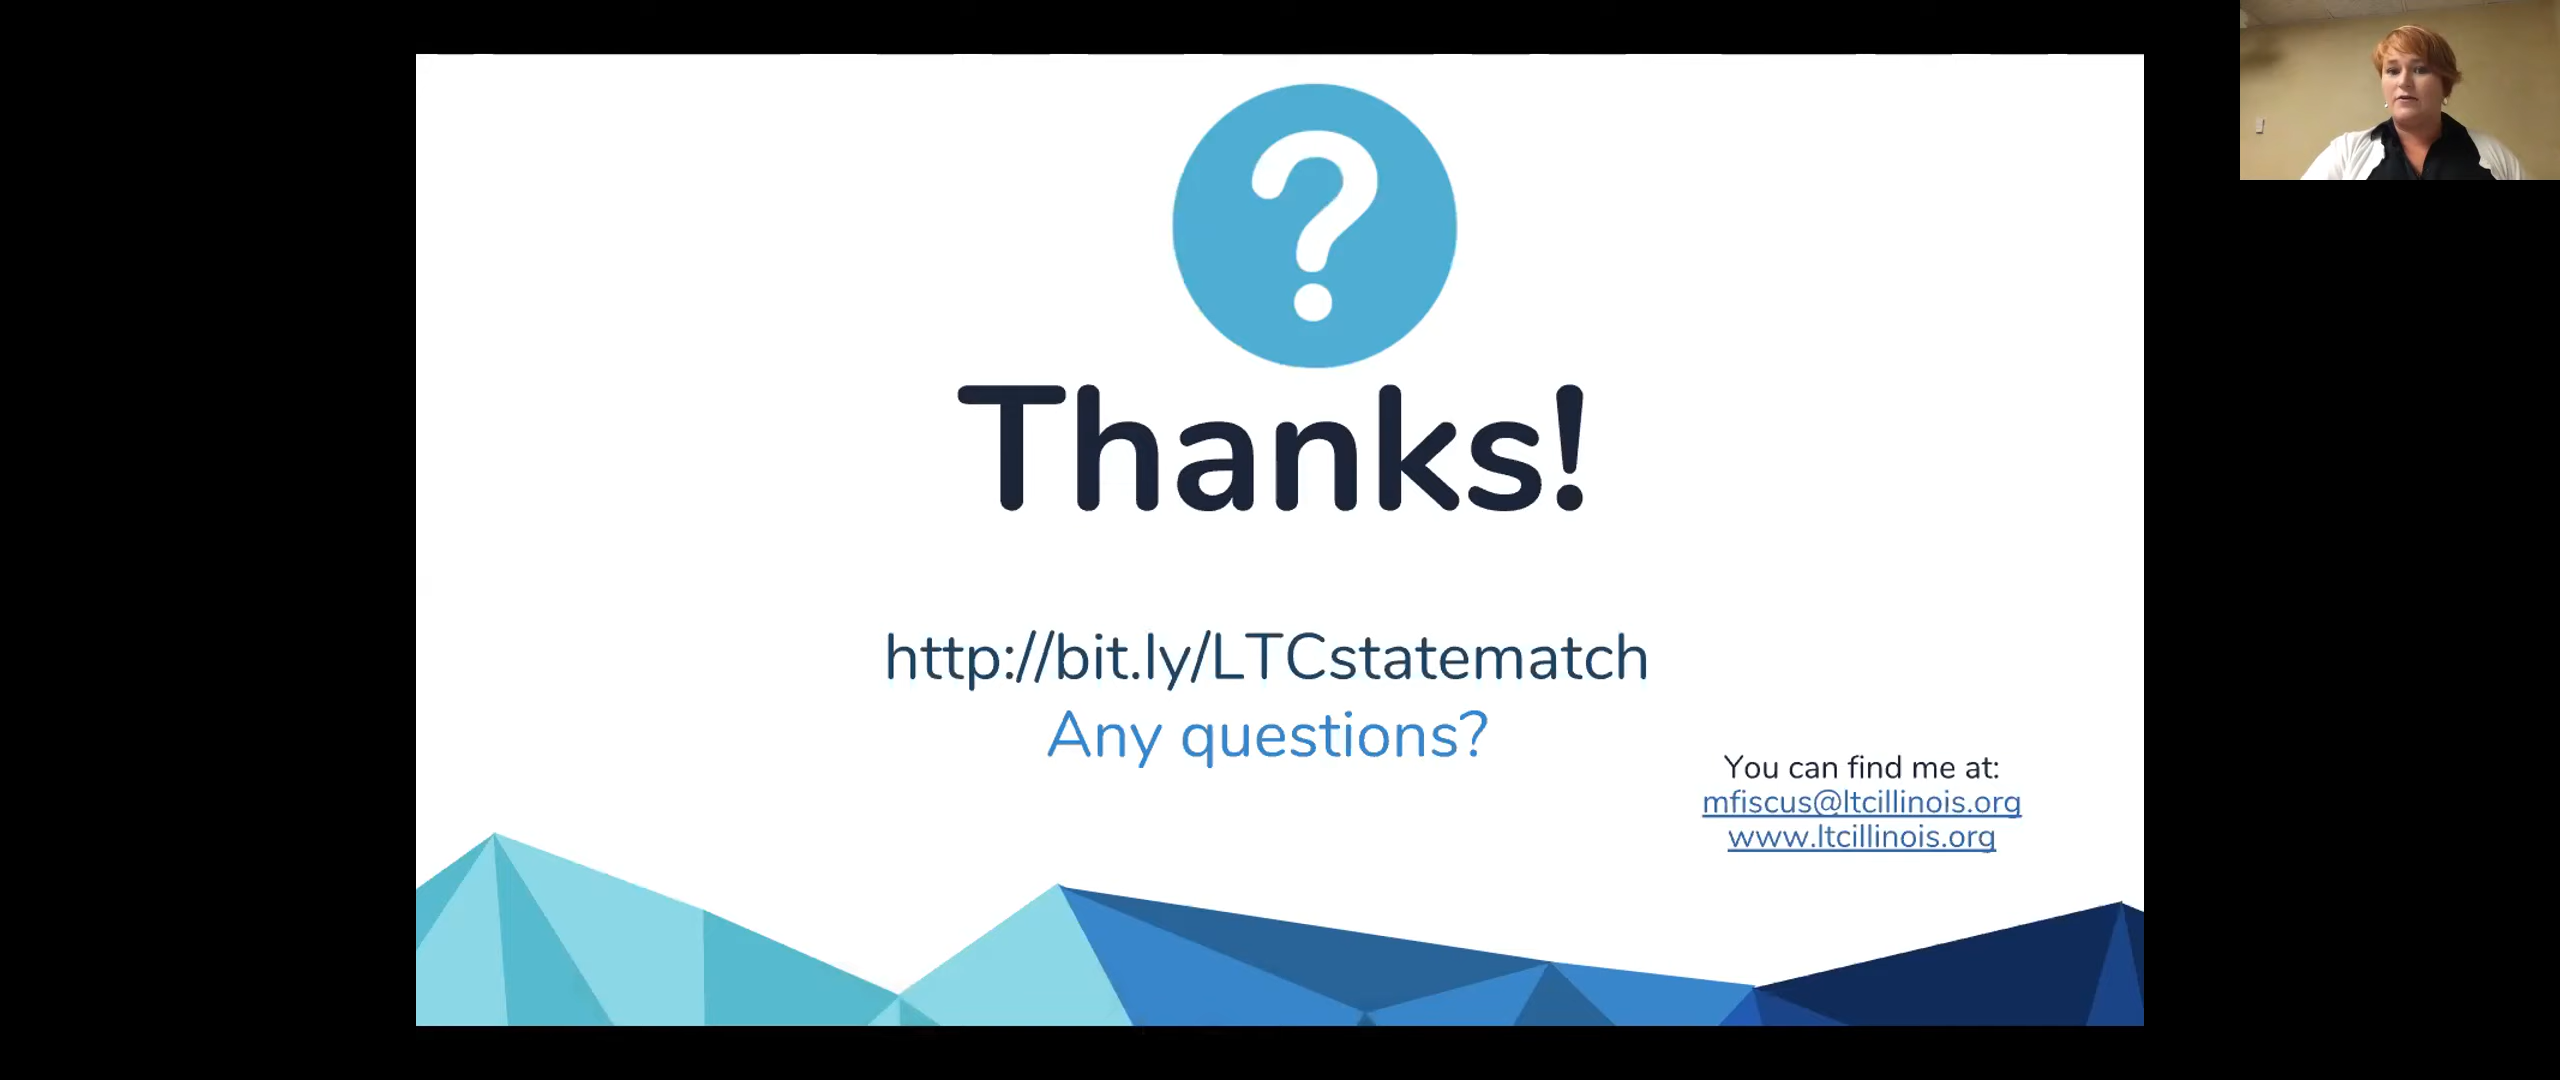 ?
Thanks!
http://bit.ly/LTCstatematch
Any questions?
You can find me at:
mfiscus@ltcillinois.org
www.ltcillinois.org